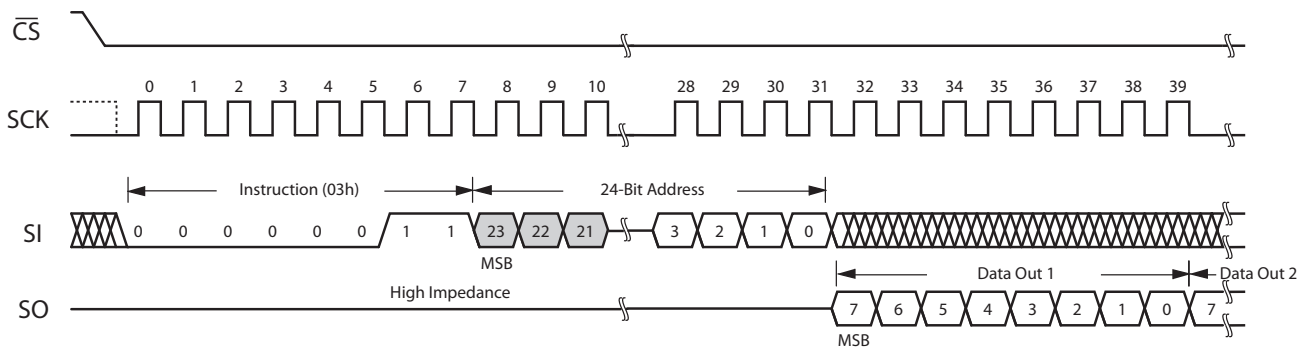 CS
0 1 2 3 4 5 6 7 8 9 10 28 29 30 31 32 33 34 35 36 37 38 39
SCK
Instruction (03h) 24-Bit Address
SI 0 0 0 0 0 0 1 1 23 22 21 3 2 1 0
MSB
Data Out 1 Data Out 2
High Impedance
SO 7 6 5 4 3 2 1 0 7
MSB